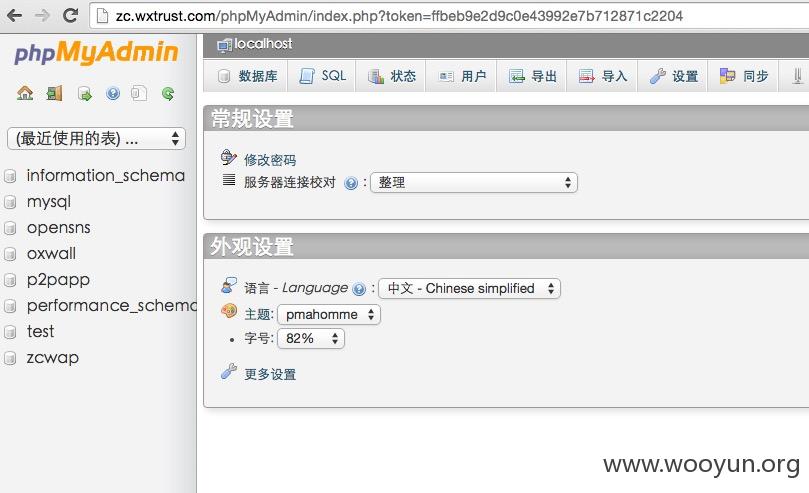 zc.wxtrust.com/phpMyAdmin/index.php?token=ffbeb9e2d9c0e43992e7b712871c2204
phpMyAdmin
localhost
数据库 SQL 状态 用户 导出 导入 设置 同步
(最近使用的表) ...
information_schema
mysql
opensns
oxwall
p2papp
performance_schema
test
zcwap
常规设置
修改密码
服务器连接校对 : 整理
外观设置
语言 - Language : 中文 - Chinese simplified
主题: pmahomme
字号: 82%
更多设置
www.wooyun.org